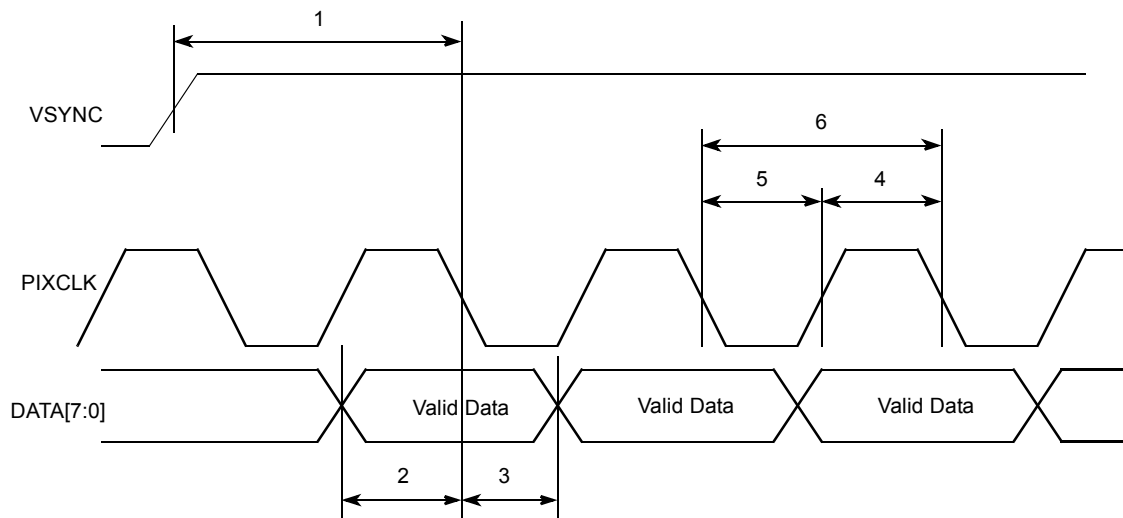 1
VSYNC
6
5 4
PIXCLK
DATA[7:0] Valid Data Valid Data Valid Data
2 3